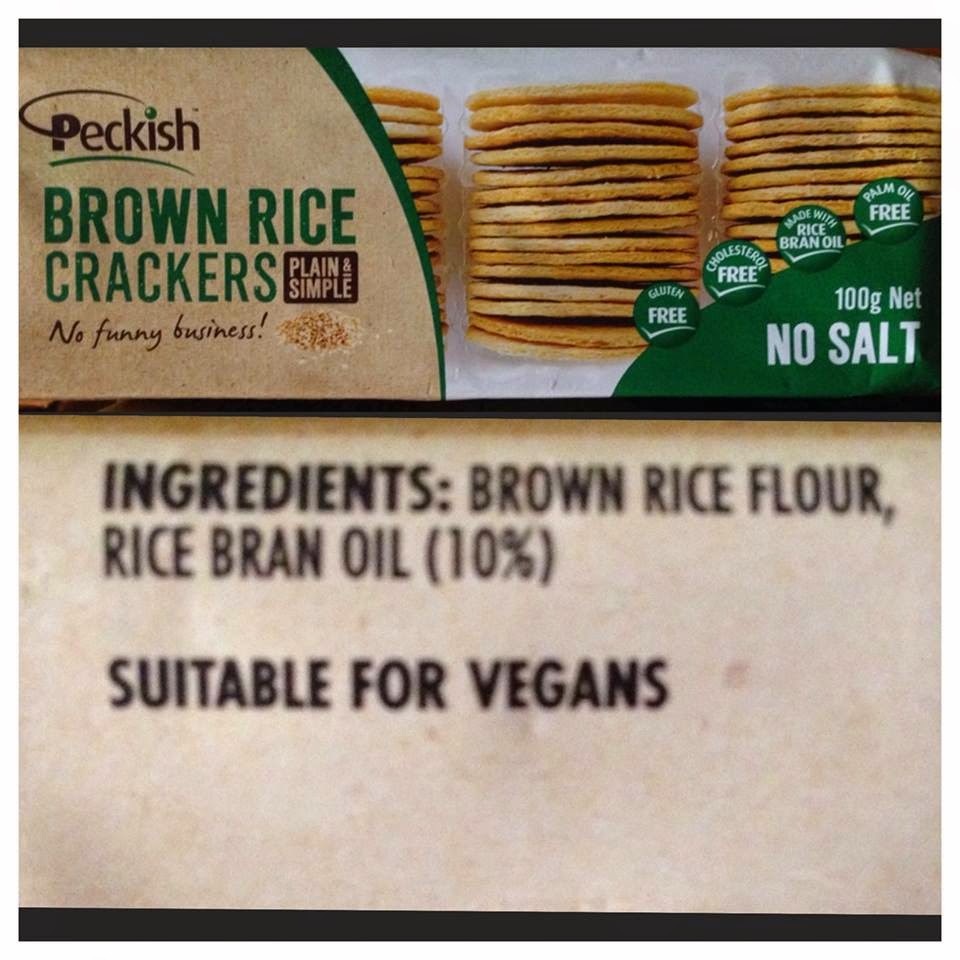 Peckish™
BROWN RICE
CRACKERS
PLAIN &
SIMPLE
No funny business!
GLUTEN
FREE
CHOLESTEROL
FREE
MADE WITH
RICE
BRAN OIL
PALM OIL
FREE
100g Net
NO SALT
INGREDIENTS: BROWN RICE FLOUR,
RICE BRAN OIL (10%)
SUITABLE FOR VEGANS